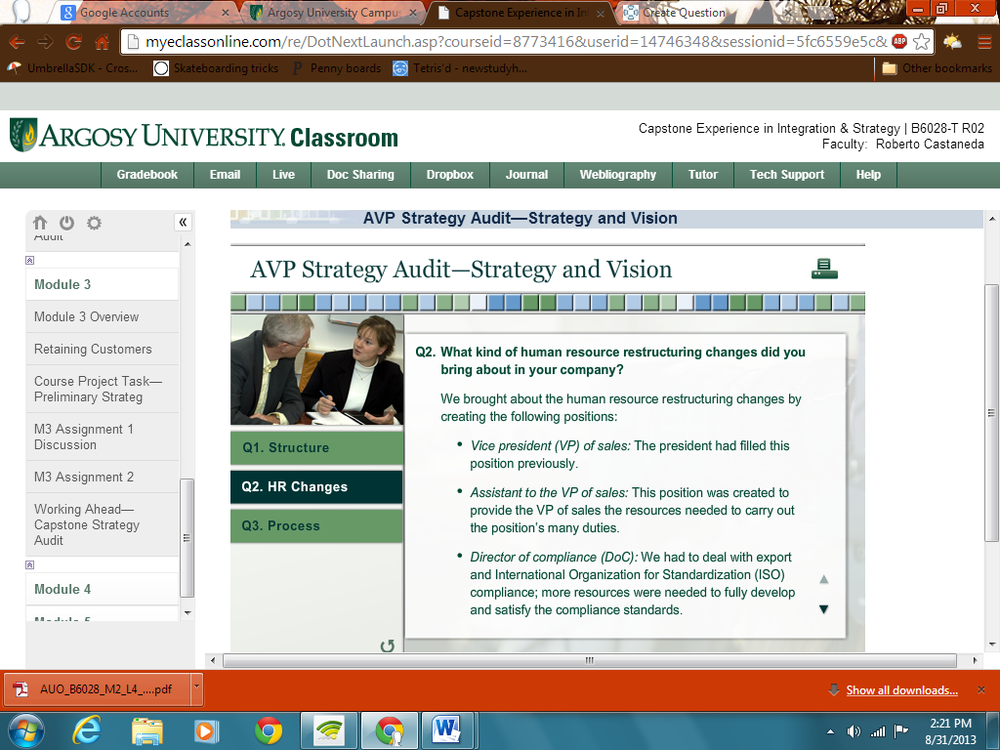 Google Accounts
Argosy University Campu
Capstone Experience in In
Create Question
myeclassonline.com/re/DotNextLaunch.asp?courseid=8773416&userid=14746348&sessionid=5fc6559e5c&
ABP
UmbrellaSDK - Cros...
Skateboarding tricks
Penny boards
Tetris'd - newstudyh...
Other bookmarks
ARGOSY UNIVERSITY. Classroom
Capstone Experience in Integration & Strategy | B6028-T R02
Faculty: Roberto Castaneda
Gradebook Email Live Doc Sharing Dropbox Journal Webliography Tutor Tech Support Help
Audit
Module 3
Module 3 Overview
Retaining Customers
Course Project Task—
Preliminary Strateg
M3 Assignment 1
Discussion
M3 Assignment 2
Working Ahead—
Capstone Strategy
Audit
Module 4
Module 5
AVP Strategy Audit—Strategy and Vision
AVP Strategy Audit—Strategy and Vision
Q1. Structure
Q2. HR Changes
Q3. Process
Q2. What kind of human resource restructuring changes did you
bring about in your company?
We brought about the human resource restructuring changes by
creating the following positions:
• Vice president (VP) of sales: The president had filled this
position previously.
• Assistant to the VP of sales: This position was created to
provide the VP of sales the resources needed to carry out
the position's many duties.
• Director of compliance (DoC): We had to deal with export
and International Organization for Standardization (ISO)
compliance; more resources were needed to fully develop
and satisfy the compliance standards.
AUO_B6028_M2_L4_....pdf
Show all downloads...
2:21 PM
8/31/2013